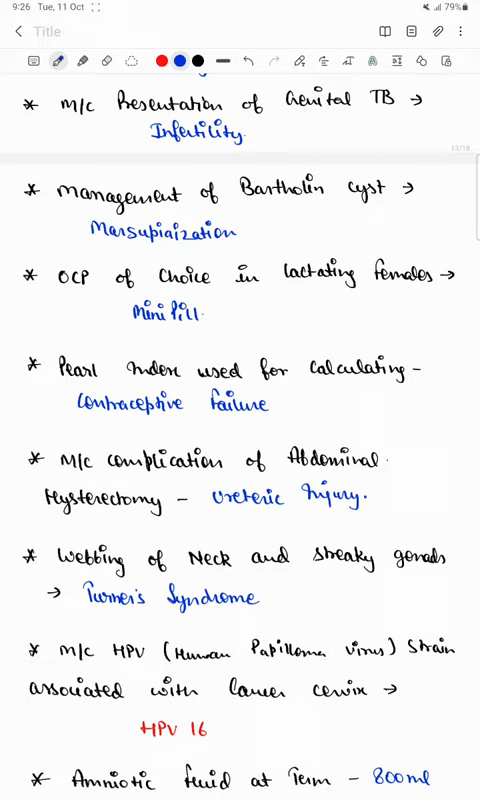 9:26 Tue, 11 Oct
79%
Title
* M/C Presentation of Genital TB →
Infertility.
13/18
* Management of Bartholin cyst →
Marsupiaization
* OCP of Choice in lactating females →
Mini Pill.
* Pearl Index used for Calculating -
Contraceptive Failure
* M/C complication of Abdominal.
Hysterectomy - Ureteric Injury.
* Webbing of Neck and Streaky gonads
→ Turner's Syndrome
* M/C HPV (Human Papilloma virus) Strain
associated with Cancer cervix →
HPV 16
* Amniotic fluid at Term - 800ml